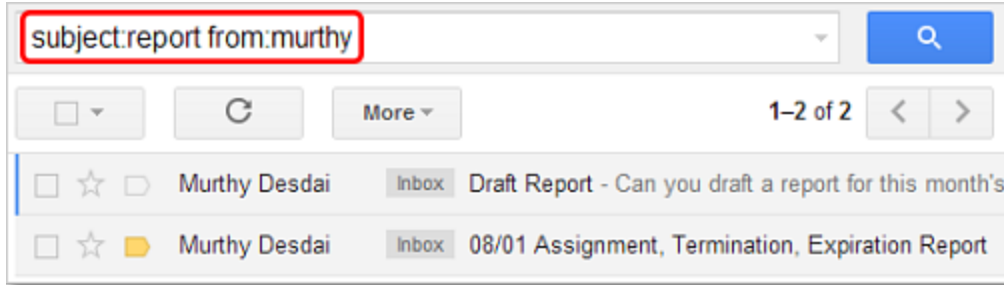 subject:report from:murthy
More 1–2 of 2
Murthy Desdai Inbox Draft Report - Can you draft a report for this month's
Murthy Desdai Inbox 08/01 Assignment, Termination, Expiration Report